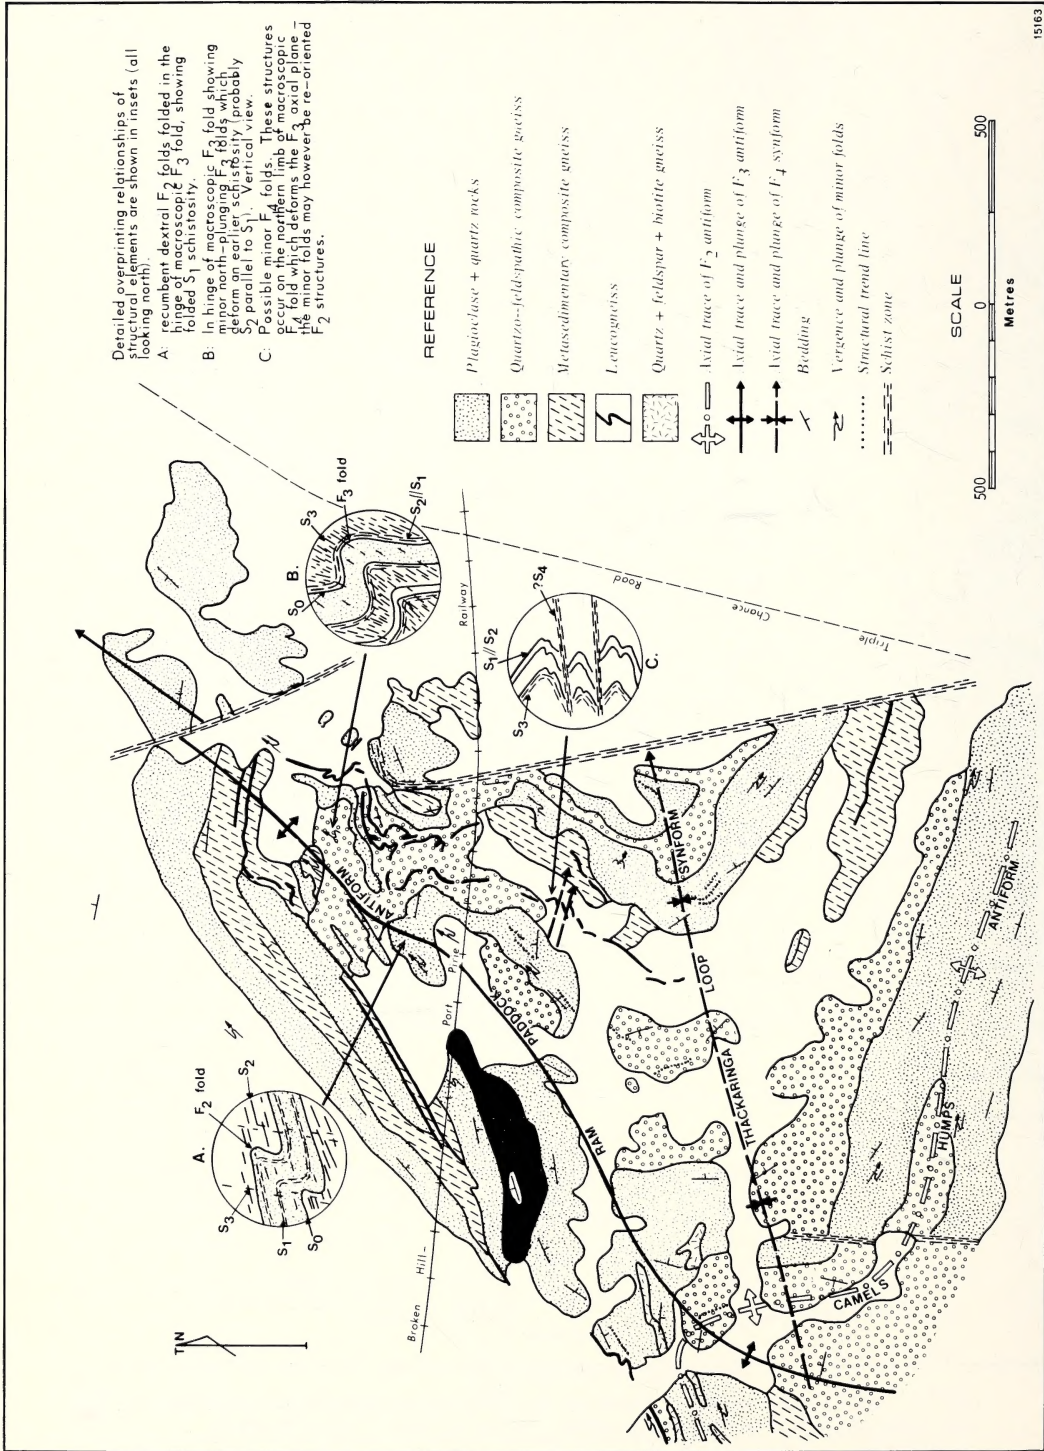 Detailed overprinting relationships of
structural elements are shown in insets (all
looking north).
A: recumbent dextral F2 folds folded in the
hinge of macroscopic F3 fold, showing
folded S1 schistosity.
B: In hinge of macroscopic F3 fold showing
minor north-plunging F3 folds which
deform an earlier schistosity (probably
S2 parallel to S1). Vertical view.
C: Possible minor F4 folds. These structures
occur on the northern limb of macroscopic
F4 fold which deforms the F3 axial plane –
the minor folds may however be re-oriented
F2 structures.
REFERENCE
Plagioclase + quartz rocks
Quartzo-feldspathic composite gneiss
Metasedimentary composite gneiss
Leucogneiss
Quartz + feldspar + biotite gneiss
Axial trace of F2 antiform
Axial trace and plunge of F3 antiform
Axial trace and plunge of F4 synform
Bedding
Vergence and plunge of minor folds
Structural trend line
Schist zone
SCALE
500 0 500
Metres
TN
A.
S3
F2 fold
S2
S1
S0
B.
S0
S3
F3 fold
S2//S1
C.
S3
S1//S2
?S4
Broken Hill – Port Pirie Railway
Triple Chance Road
RAM PADDOCKS ANTIFORM
THACKARINGA LOOP SYNFORM
CAMELS HUMPS ANTIFORM
15163